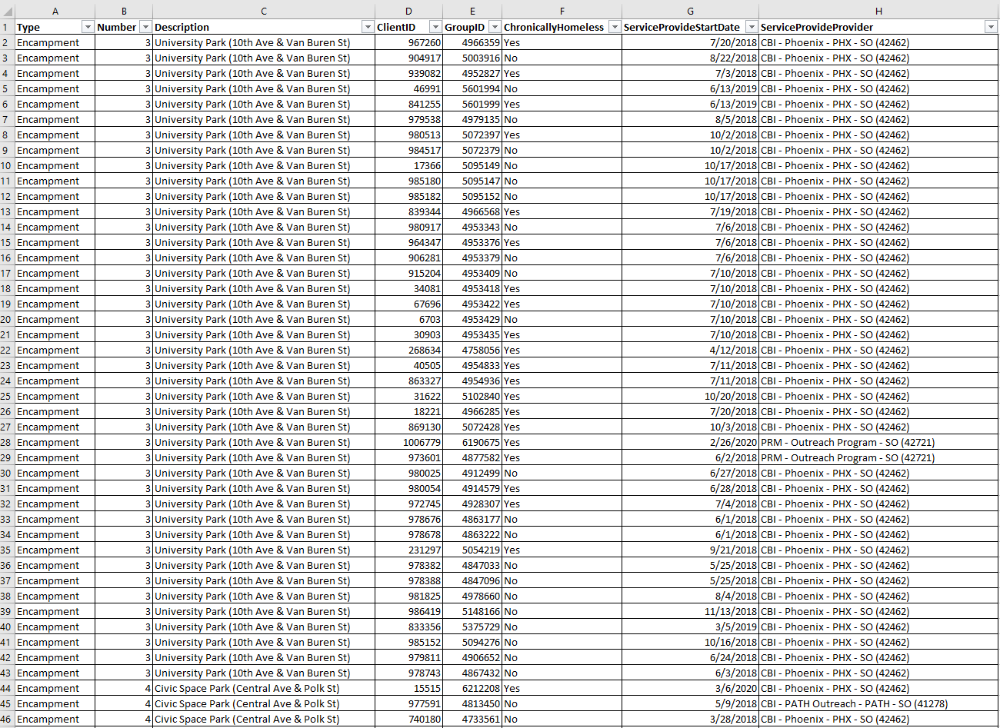 A B C D E F G H
1 Type Number Description ClientID GroupID ChronicallyHomeless ServiceProvideStartDate ServiceProvideProvider
2 Encampment 3 University Park (10th Ave & Van Buren St) 967260 4966359 Yes 7/20/2018 CBI - Phoenix - PHX - SO (42462)
3 Encampment 3 University Park (10th Ave & Van Buren St) 904917 5003916 No 8/22/2018 CBI - Phoenix - PHX - SO (42462)
4 Encampment 3 University Park (10th Ave & Van Buren St) 939082 4952827 Yes 7/3/2018 CBI - Phoenix - PHX - SO (42462)
5 Encampment 3 University Park (10th Ave & Van Buren St) 46991 5601994 No 6/13/2019 CBI - Phoenix - PHX - SO (42462)
6 Encampment 3 University Park (10th Ave & Van Buren St) 841255 5601999 Yes 6/13/2019 CBI - Phoenix - PHX - SO (42462)
7 Encampment 3 University Park (10th Ave & Van Buren St) 979538 4979135 No 8/5/2018 CBI - Phoenix - PHX - SO (42462)
8 Encampment 3 University Park (10th Ave & Van Buren St) 980513 5072397 Yes 10/2/2018 CBI - Phoenix - PHX - SO (42462)
9 Encampment 3 University Park (10th Ave & Van Buren St) 984517 5072379 No 10/2/2018 CBI - Phoenix - PHX - SO (42462)
10 Encampment 3 University Park (10th Ave & Van Buren St) 17366 5095149 No 10/17/2018 CBI - Phoenix - PHX - SO (42462)
11 Encampment 3 University Park (10th Ave & Van Buren St) 985180 5095147 No 10/17/2018 CBI - Phoenix - PHX - SO (42462)
12 Encampment 3 University Park (10th Ave & Van Buren St) 985182 5095152 No 10/17/2018 CBI - Phoenix - PHX - SO (42462)
13 Encampment 3 University Park (10th Ave & Van Buren St) 839344 4966568 Yes 7/19/2018 CBI - Phoenix - PHX - SO (42462)
14 Encampment 3 University Park (10th Ave & Van Buren St) 980917 4953343 No 7/6/2018 CBI - Phoenix - PHX - SO (42462)
15 Encampment 3 University Park (10th Ave & Van Buren St) 964347 4953376 Yes 7/6/2018 CBI - Phoenix - PHX - SO (42462)
16 Encampment 3 University Park (10th Ave & Van Buren St) 906281 4953379 No 7/6/2018 CBI - Phoenix - PHX - SO (42462)
17 Encampment 3 University Park (10th Ave & Van Buren St) 915204 4953409 No 7/10/2018 CBI - Phoenix - PHX - SO (42462)
18 Encampment 3 University Park (10th Ave & Van Buren St) 34081 4953418 Yes 7/10/2018 CBI - Phoenix - PHX - SO (42462)
19 Encampment 3 University Park (10th Ave & Van Buren St) 67696 4953422 Yes 7/10/2018 CBI - Phoenix - PHX - SO (42462)
20 Encampment 3 University Park (10th Ave & Van Buren St) 6703 4953429 No 7/10/2018 CBI - Phoenix - PHX - SO (42462)
21 Encampment 3 University Park (10th Ave & Van Buren St) 30903 4953435 Yes 7/10/2018 CBI - Phoenix - PHX - SO (42462)
22 Encampment 3 University Park (10th Ave & Van Buren St) 268634 4758056 Yes 4/12/2018 CBI - Phoenix - PHX - SO (42462)
23 Encampment 3 University Park (10th Ave & Van Buren St) 40505 4954833 Yes 7/11/2018 CBI - Phoenix - PHX - SO (42462)
24 Encampment 3 University Park (10th Ave & Van Buren St) 863327 4954936 Yes 7/11/2018 CBI - Phoenix - PHX - SO (42462)
25 Encampment 3 University Park (10th Ave & Van Buren St) 31622 5102840 Yes 10/20/2018 CBI - Phoenix - PHX - SO (42462)
26 Encampment 3 University Park (10th Ave & Van Buren St) 18221 4966285 Yes 7/20/2018 CBI - Phoenix - PHX - SO (42462)
27 Encampment 3 University Park (10th Ave & Van Buren St) 869130 5072428 Yes 10/3/2018 CBI - Phoenix - PHX - SO (42462)
28 Encampment 3 University Park (10th Ave & Van Buren St) 1006779 6190675 Yes 2/26/2020 PRM - Outreach Program - SO (42721)
29 Encampment 3 University Park (10th Ave & Van Buren St) 973601 4877582 Yes 6/2/2018 PRM - Outreach Program - SO (42721)
30 Encampment 3 University Park (10th Ave & Van Buren St) 980025 4912499 No 6/27/2018 CBI - Phoenix - PHX - SO (42462)
31 Encampment 3 University Park (10th Ave & Van Buren St) 980054 4914579 Yes 6/28/2018 CBI - Phoenix - PHX - SO (42462)
32 Encampment 3 University Park (10th Ave & Van Buren St) 972745 4928307 Yes 7/4/2018 CBI - Phoenix - PHX - SO (42462)
33 Encampment 3 University Park (10th Ave & Van Buren St) 978676 4863177 No 6/1/2018 CBI - Phoenix - PHX - SO (42462)
34 Encampment 3 University Park (10th Ave & Van Buren St) 978678 4863222 No 6/1/2018 CBI - Phoenix - PHX - SO (42462)
35 Encampment 3 University Park (10th Ave & Van Buren St) 231297 5054219 Yes 9/21/2018 CBI - Phoenix - PHX - SO (42462)
36 Encampment 3 University Park (10th Ave & Van Buren St) 978382 4847033 No 5/25/2018 CBI - Phoenix - PHX - SO (42462)
37 Encampment 3 University Park (10th Ave & Van Buren St) 978388 4847096 No 5/25/2018 CBI - Phoenix - PHX - SO (42462)
38 Encampment 3 University Park (10th Ave & Van Buren St) 981825 4978660 No 8/4/2018 CBI - Phoenix - PHX - SO (42462)
39 Encampment 3 University Park (10th Ave & Van Buren St) 986419 5148166 No 11/13/2018 CBI - Phoenix - PHX - SO (42462)
40 Encampment 3 University Park (10th Ave & Van Buren St) 833356 5375729 No 3/5/2019 CBI - Phoenix - PHX - SO (42462)
41 Encampment 3 University Park (10th Ave & Van Buren St) 985152 5094276 No 10/16/2018 CBI - Phoenix - PHX - SO (42462)
42 Encampment 3 University Park (10th Ave & Van Buren St) 979811 4906652 No 6/24/2018 CBI - Phoenix - PHX - SO (42462)
43 Encampment 3 University Park (10th Ave & Van Buren St) 978743 4867432 No 6/3/2018 CBI - Phoenix - PHX - SO (42462)
44 Encampment 4 Civic Space Park (Central Ave & Polk St) 15515 6212208 Yes 3/6/2020 CBI - Phoenix - PHX - SO (42462)
45 Encampment 4 Civic Space Park (Central Ave & Polk St) 977591 4813450 No 5/9/2018 CBI - PATH Outreach - PATH - SO (41278)
46 Encampment 4 Civic Space Park (Central Ave & Polk St) 740180 4733561 No 3/28/2018 CBI - Phoenix - PHX - SO (42462)